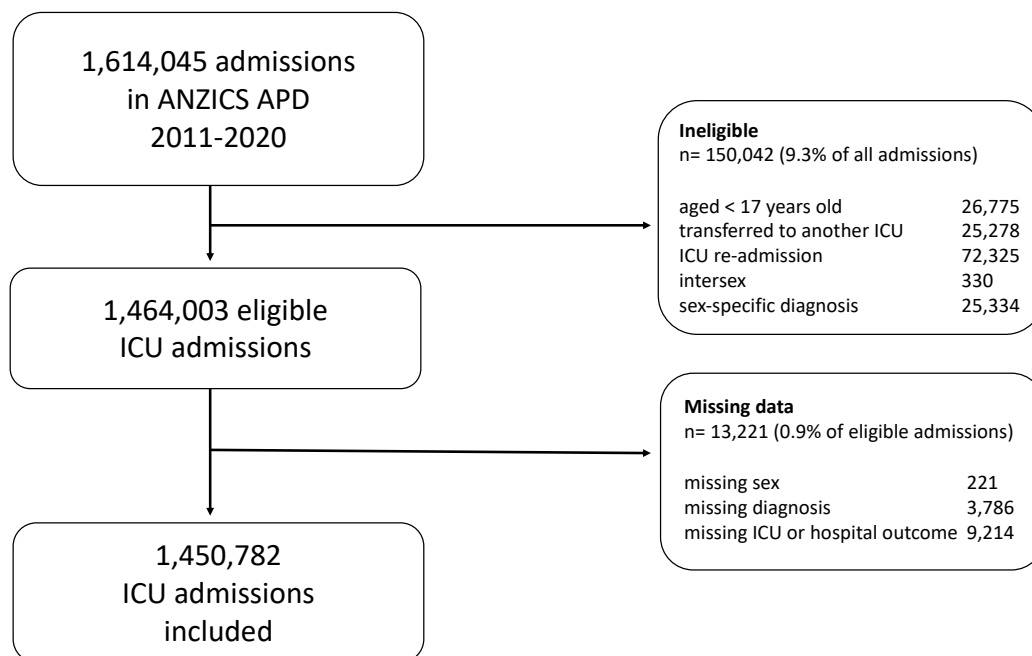 1,614,045 admissions
in ANZICS APD
2011-2020
Ineligible
n= 150,042 (9.3% of all admissions)
aged < 17 years old 26,775
transferred to another ICU 25,278
ICU re-admission 72,325
intersex 330
sex-specific diagnosis 25,334
1,464,003 eligible
ICU admissions
Missing data
n= 13,221 (0.9% of eligible admissions)
missing sex 221
missing diagnosis 3,786
missing ICU or hospital outcome 9,214
1,450,782
ICU admissions
included